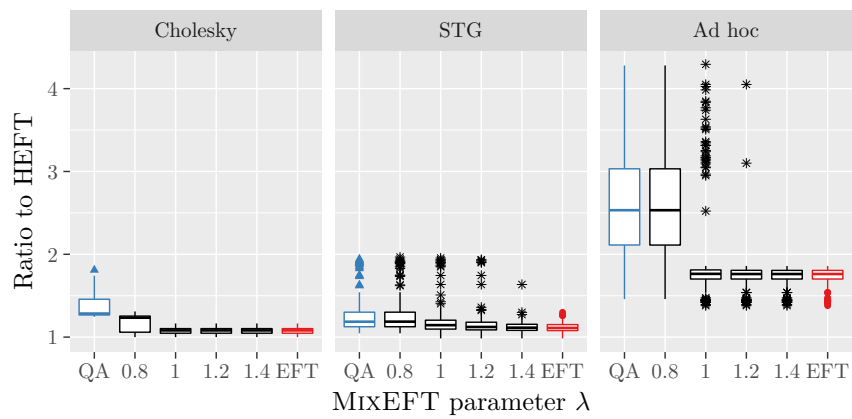 Cholesky STG Ad hoc
Ratio to HEFT
4
3
2
1
QA 0.8 1 1.2 1.4 EFT QA 0.8 1 1.2 1.4 EFT QA 0.8 1 1.2 1.4 EFT
MIXEFT parameter λ